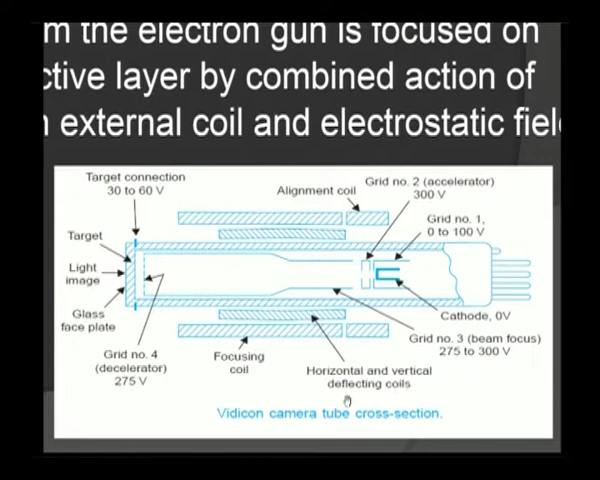 m the electron gun is focused on
ctive layer by combined action of
external coil and electrostatic fiel
Target connection
30 to 60 V
Alignment coil
Grid no. 2 (accelerator)
300 V
Grid no. 1,
0 to 100 V
Target
Light
image
Glass
face plate
Cathode, 0V
Grid no. 3 (beam focus)
275 to 300 V
Grid no. 4
(decelerator)
275 V
Focusing
coil
Horizontal and vertical
deflecting coils
Vidicon camera tube cross-section.